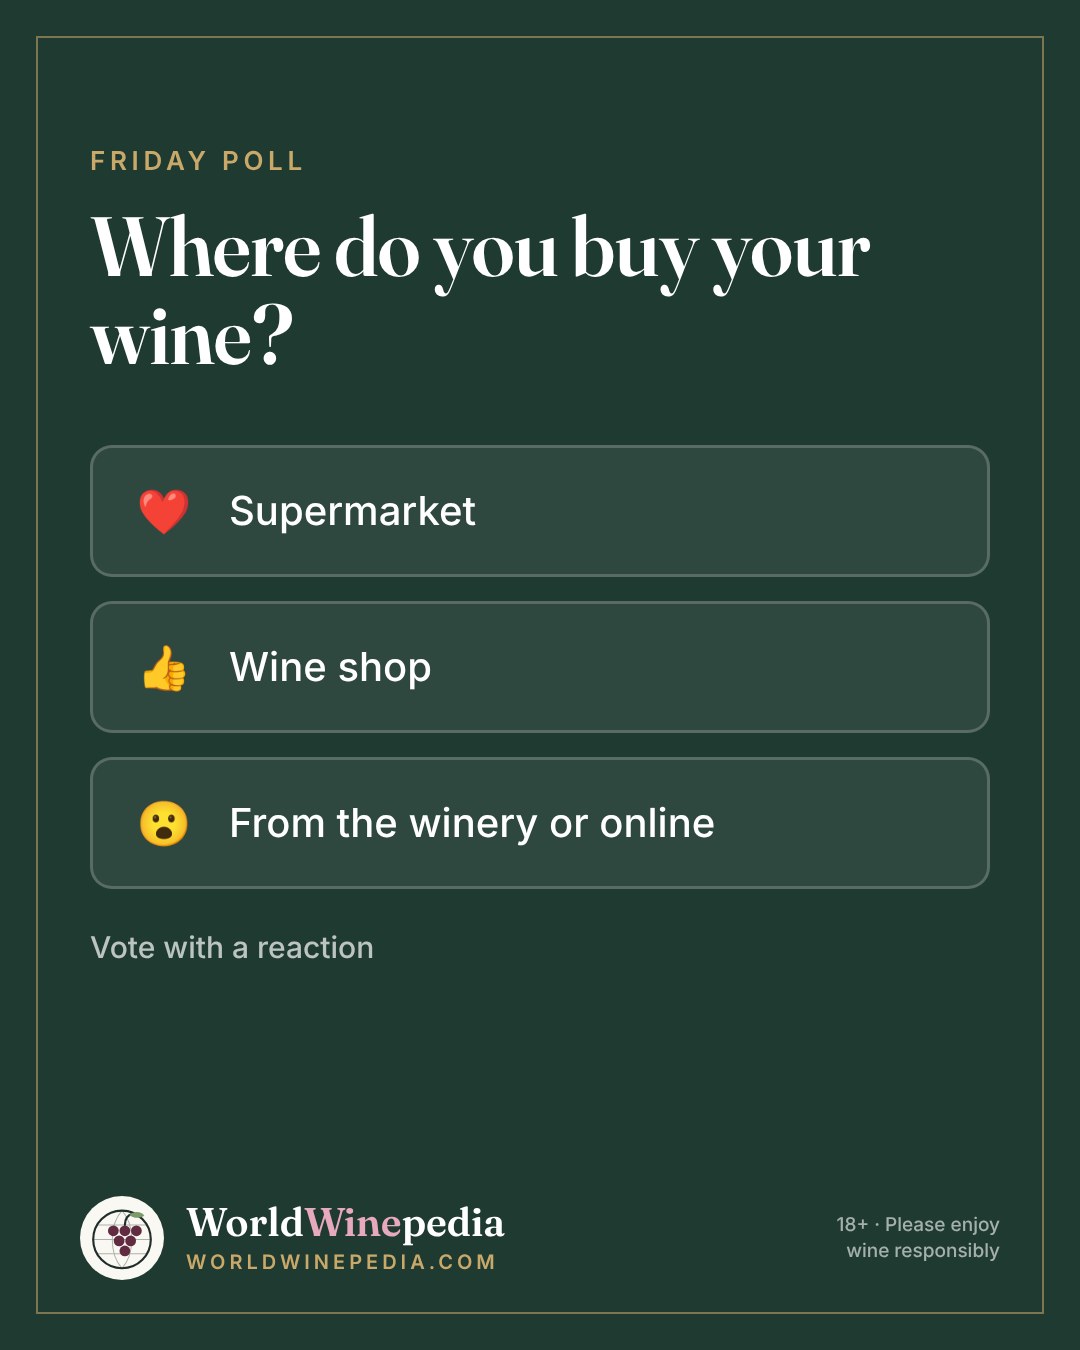 FRIDAY POLL
Where do you buy your
wine?
❤️ Supermarket
👍 Wine shop
😮 From the winery or online
Vote with a reaction
WorldWinepedia
WORLDWINEPEDIA.COM
18+ · Please enjoy
wine responsibly